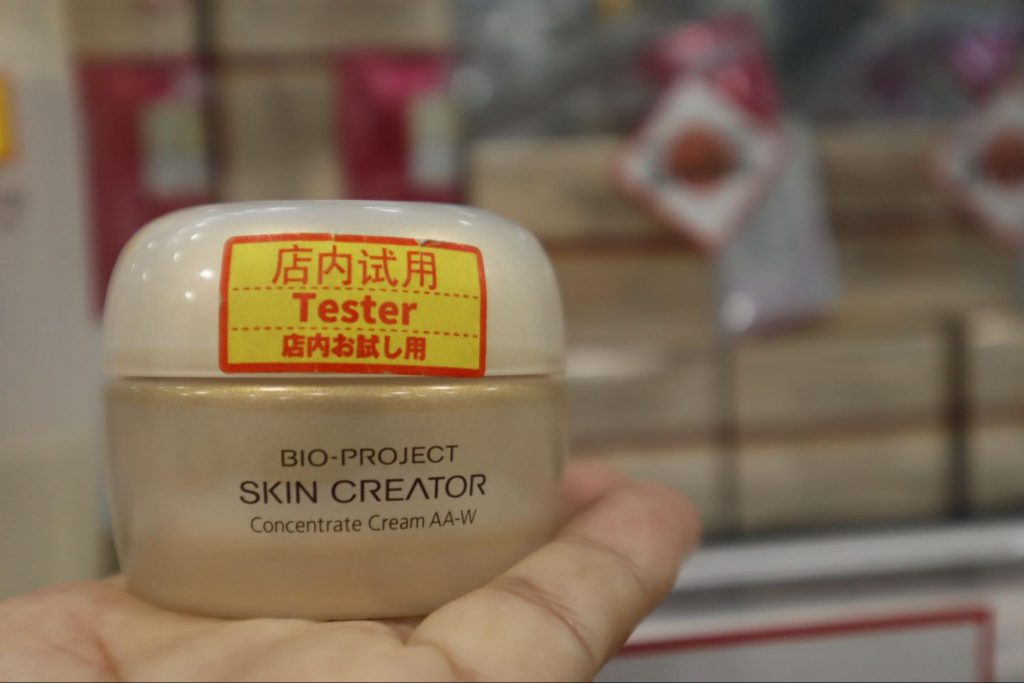 店内试用
Tester
店内お試し用
BIO-PROJECT
SKIN CREATOR
Concentrate Cream AA-W